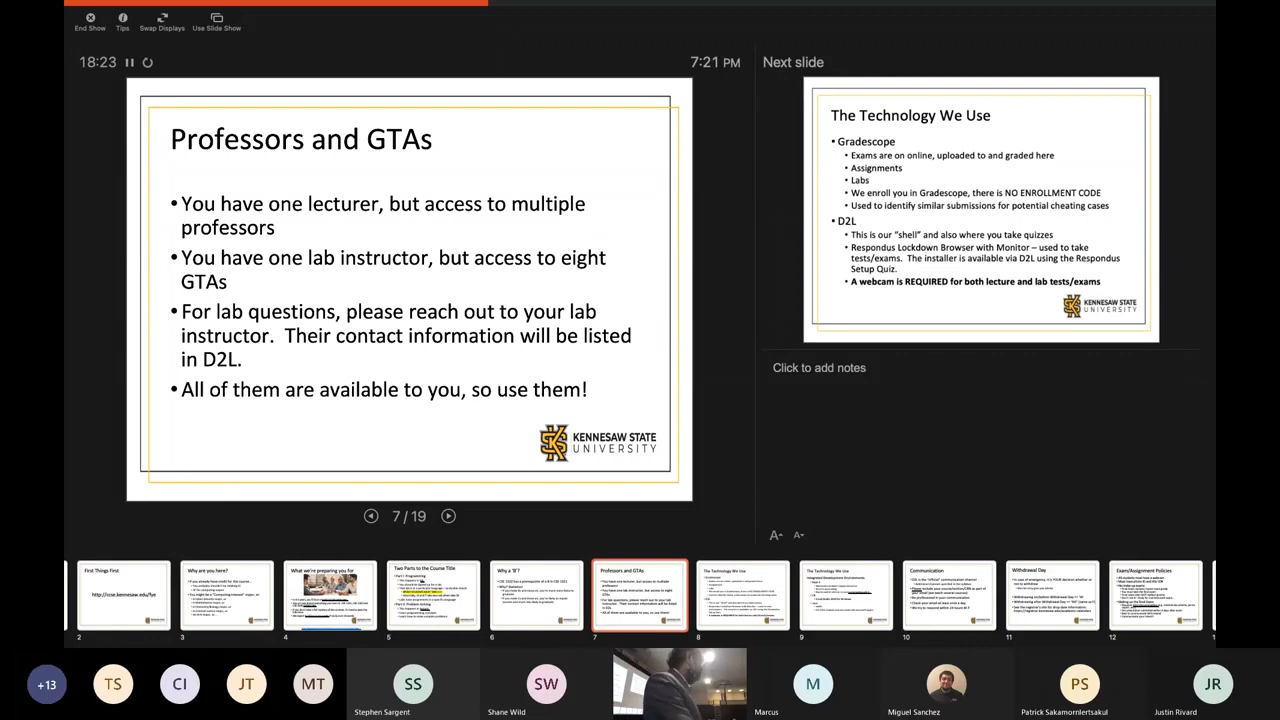 End Show
Tips
Swap Displays
Use Slide Show
18:23
7:21 PM
Next slide
Professors and GTAs
• You have one lecturer, but access to multiple
professors
• You have one lab instructor, but access to eight
GTAs
• For lab questions, please reach out to your lab
instructor.  Their contact information will be listed
in D2L.
• All of them are available to you, so use them!
KENNESAW STATE
UNIVERSITY
7 / 19
The Technology We Use
• Gradescope
• Exams are on online, uploaded to and graded here
• Assignments
• Labs
• We enroll you in Gradescope, there is NO ENROLLMENT CODE
• Used to identify similar submissions for potential cheating cases
• D2L
• This is our "shell" and also where you take quizzes
• Respondus Lockdown Browser with Monitor – used to take
tests/exams.  The installer is available via D2L using the Respondus
Setup Quiz.
• A webcam is REQUIRED for both lecture and lab tests/exams
KENNESAW STATE
UNIVERSITY
Click to add notes
A A
First Things First
http://ccse.kennesaw.edu/fye
2
Why are you here?
3
What we're preparing you for
4
Two Parts to the Course Title
5
Why a 'B'?
6
Professors and GTAs
7
The Technology We Use
8
The Technology We Use
9
Communication
10
Withdrawal Day
11
Exam/Assignment Policies
12
+13
TS
CI
JT
MT
SS
Stephen Sargent
SW
Shane Wild
M
Marcus
Miguel Sanchez
PS
Patrick Sakamornlertsakul
JR
Justin Rivard